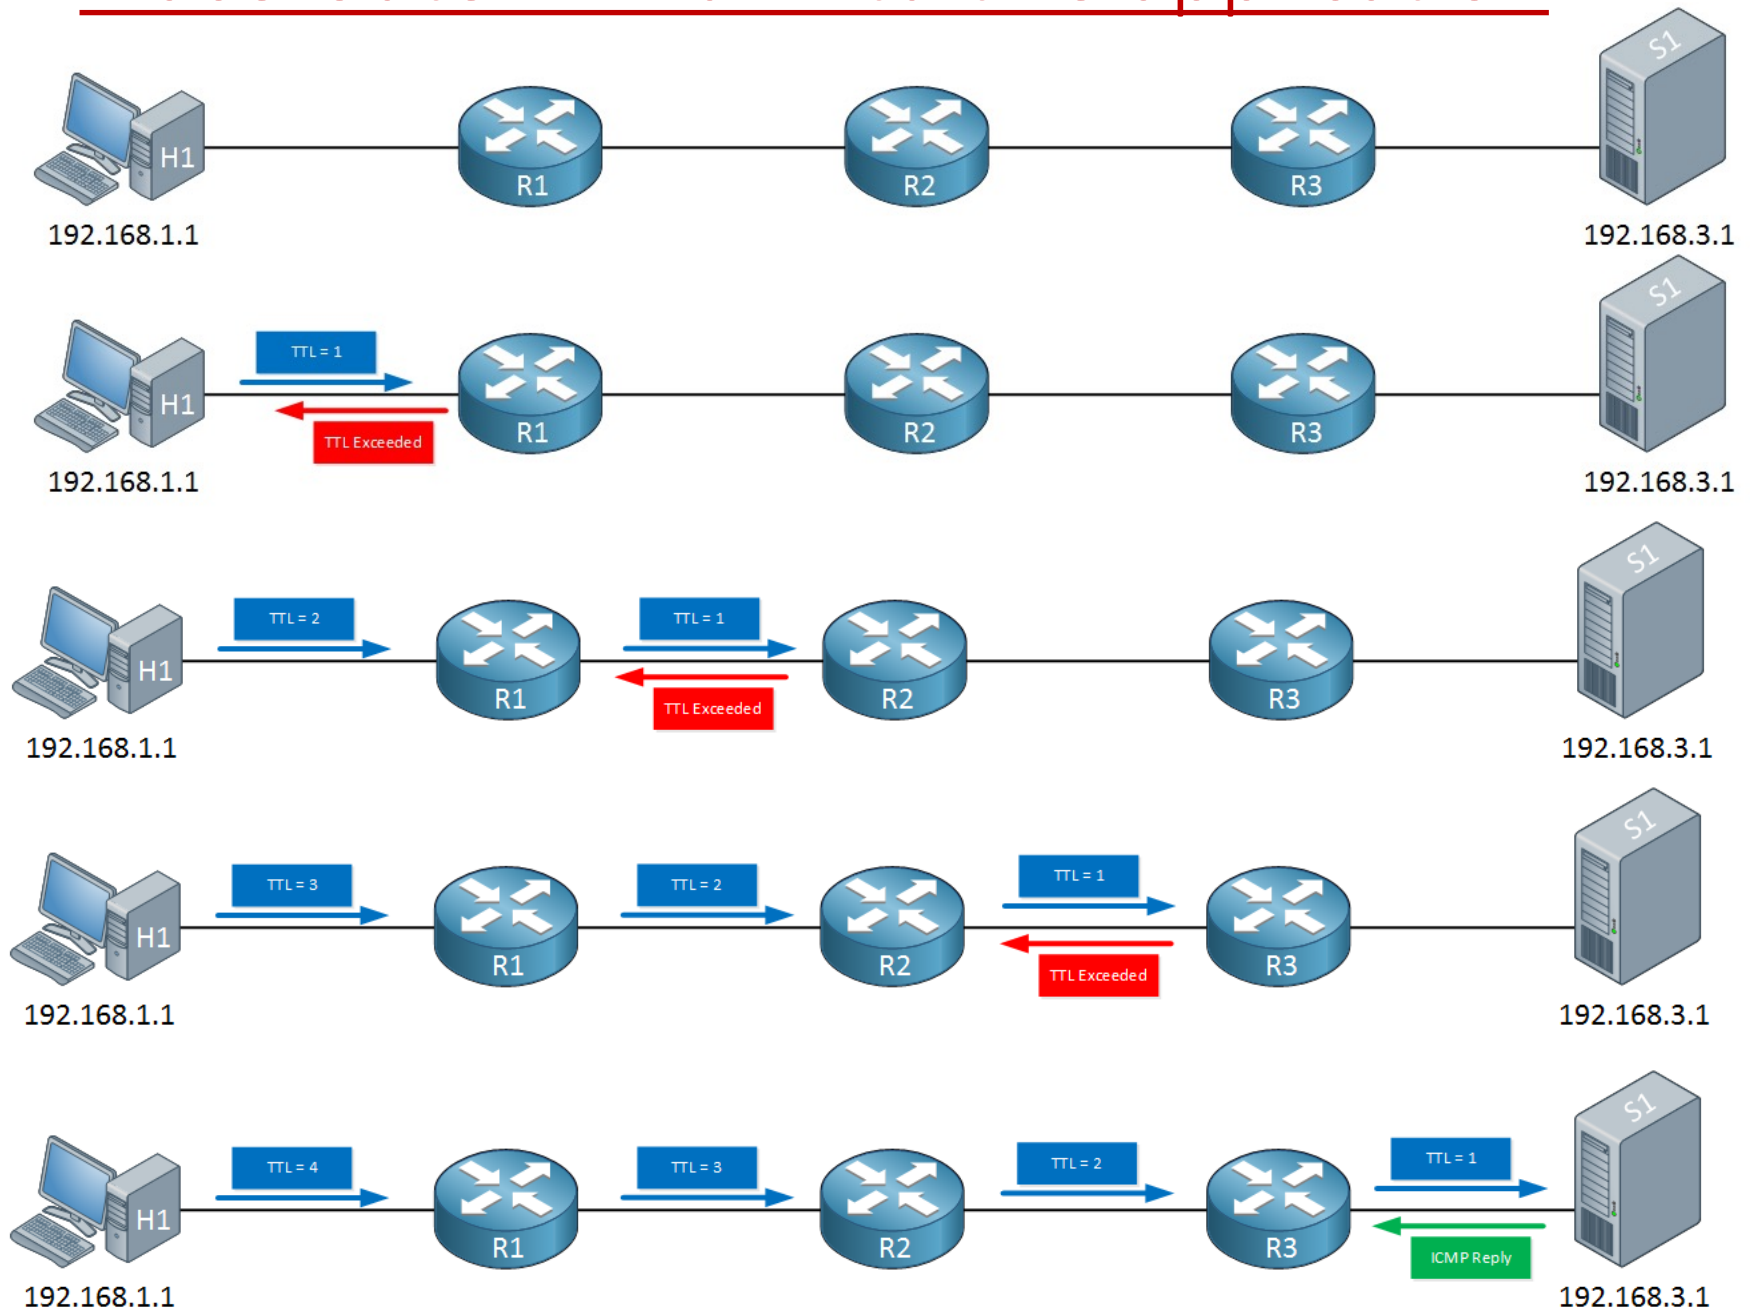 S1
H1
R1
R2
R3
192.168.1.1
192.168.3.1
S1
TTL = 1
H1
R1
R2
R3
TTL Exceeded
192.168.1.1
192.168.3.1
S1
TTL = 2
TTL = 1
H1
R1
R2
R3
TTL Exceeded
192.168.1.1
192.168.3.1
S1
TTL = 3
TTL = 2
TTL = 1
H1
R1
R2
R3
TTL Exceeded
192.168.1.1
192.168.3.1
S1
TTL = 4
TTL = 3
TTL = 2
TTL = 1
H1
R1
R2
R3
ICMP Reply
192.168.1.1
192.168.3.1